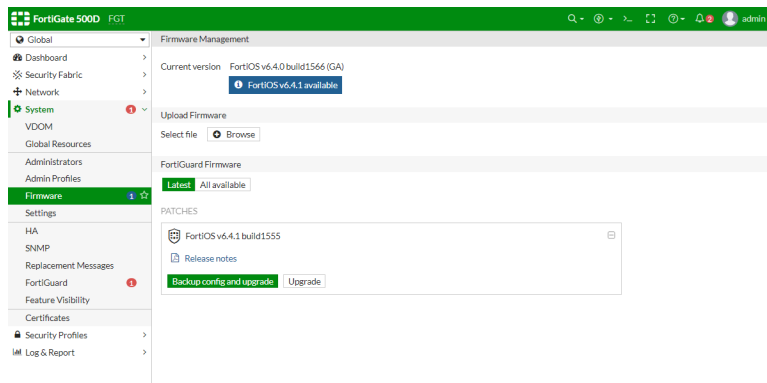 FortiGate 500D FGT
admin
2
Global
Dashboard
Security Fabric
Network
System 1
VDOM
Global Resources
Administrators
Admin Profiles
Firmware 1
Settings
HA
SNMP
Replacement Messages
FortiGuard 1
Feature Visibility
Certificates
Security Profiles
Log & Report
Firmware Management
Current version FortiOS v6.4.0 build1566 (GA)
FortiOS v6.4.1 available
Upload Firmware
Select file Browse
FortiGuard Firmware
Latest All available
PATCHES
FortiOS v6.4.1 build1555
Release notes
Backup config and upgrade Upgrade